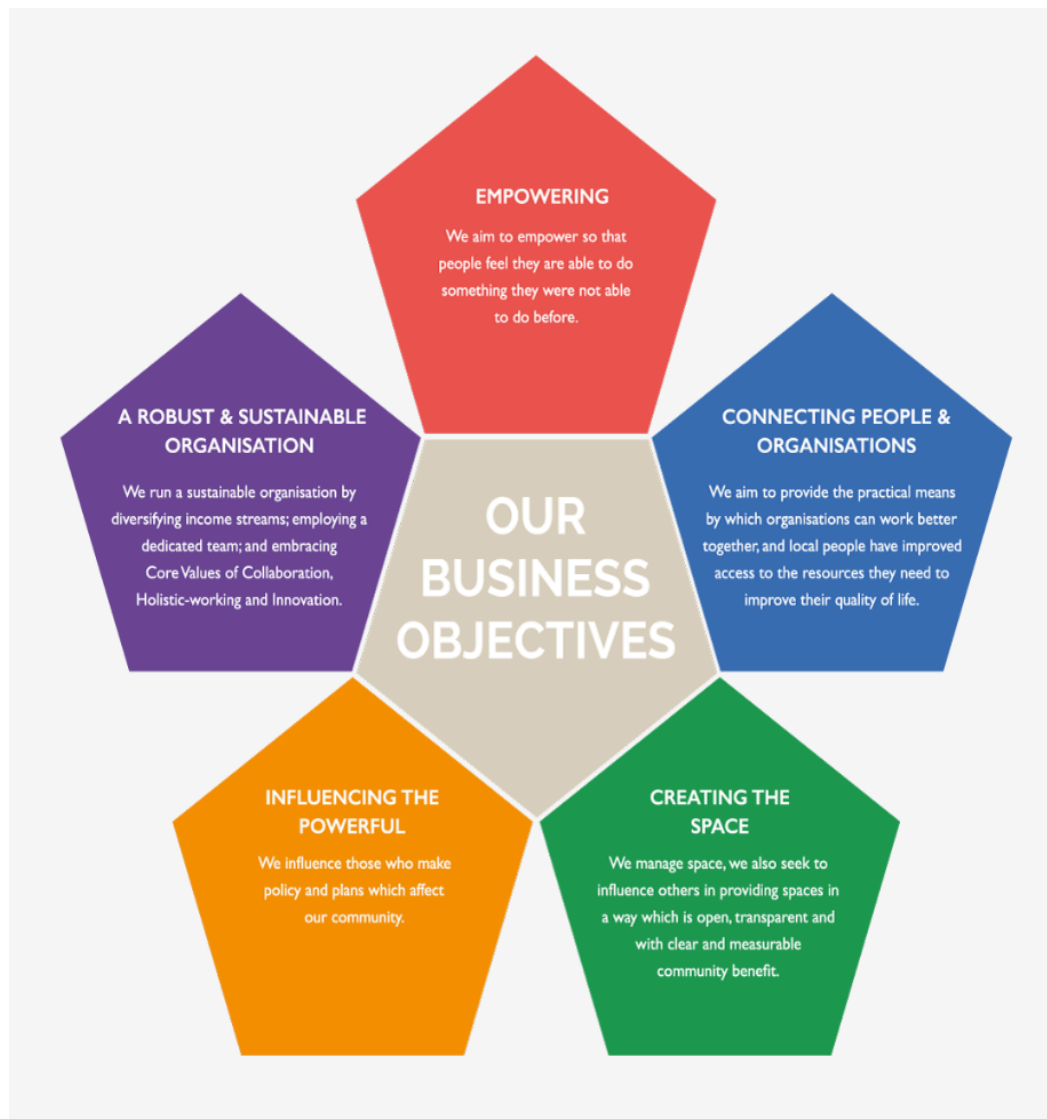 EMPOWERING
We aim to empower so that
people feel they are able to do
something they were not able
to do before.
A ROBUST & SUSTAINABLE
ORGANISATION
We run a sustainable organisation by
diversifying income streams; employing a
dedicated team; and embracing
Core Values of Collaboration,
Holistic-working and Innovation.
OUR
BUSINESS
OBJECTIVES
CONNECTING PEOPLE &
ORGANISATIONS
We aim to provide the practical means
by which organisations can work better
together, and local people have improved
access to the resources they need to
improve their quality of life.
INFLUENCING THE
POWERFUL
We influence those who make
policy and plans which affect
our community.
CREATING THE
SPACE
We manage space, we also seek to
influence others in providing spaces in
a way which is open, transparent and
with clear and measurable
community benefit.